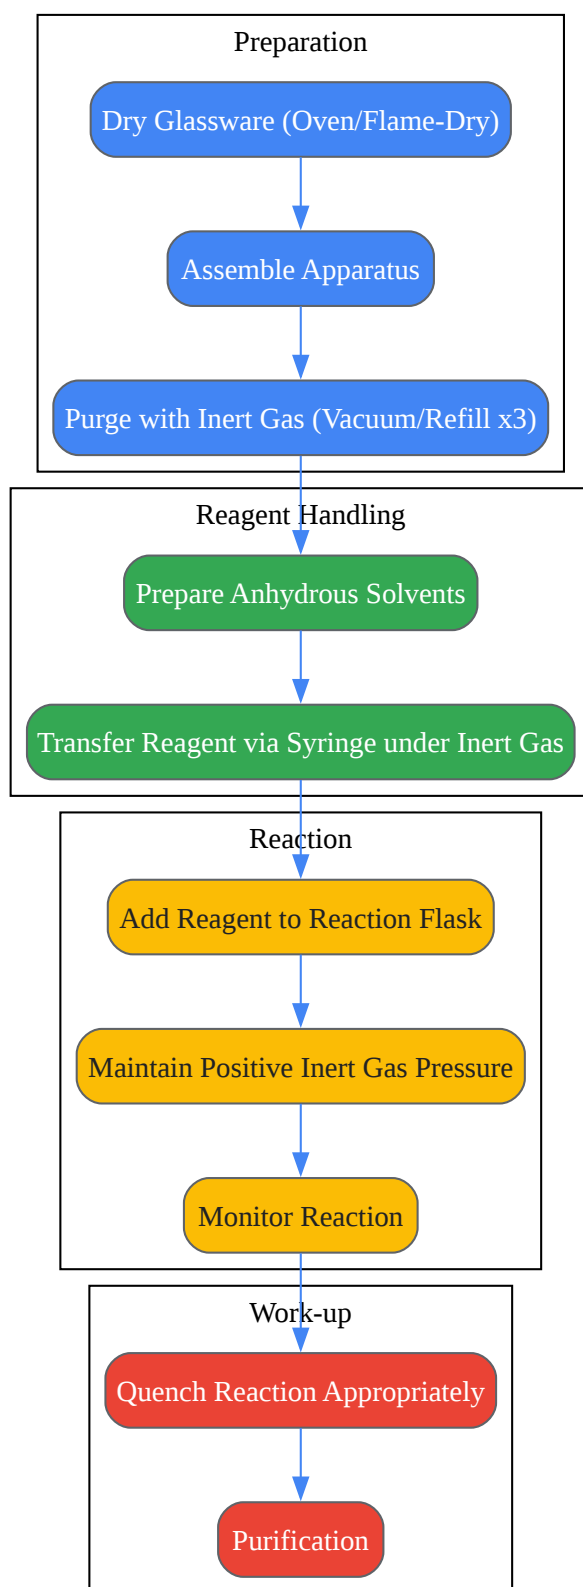 Preparation
Dry Glassware (Oven/Flame-Dry)
Assemble Apparatus
Purge with Inert Gas (Vacuum/Refill x3)
Reagent Handling
Prepare Anhydrous Solvents
Transfer Reagent via Syringe under Inert Gas
Reaction
Add Reagent to Reaction Flask
Maintain Positive Inert Gas Pressure
Monitor Reaction
Work-up
Quench Reaction Appropriately
Purification